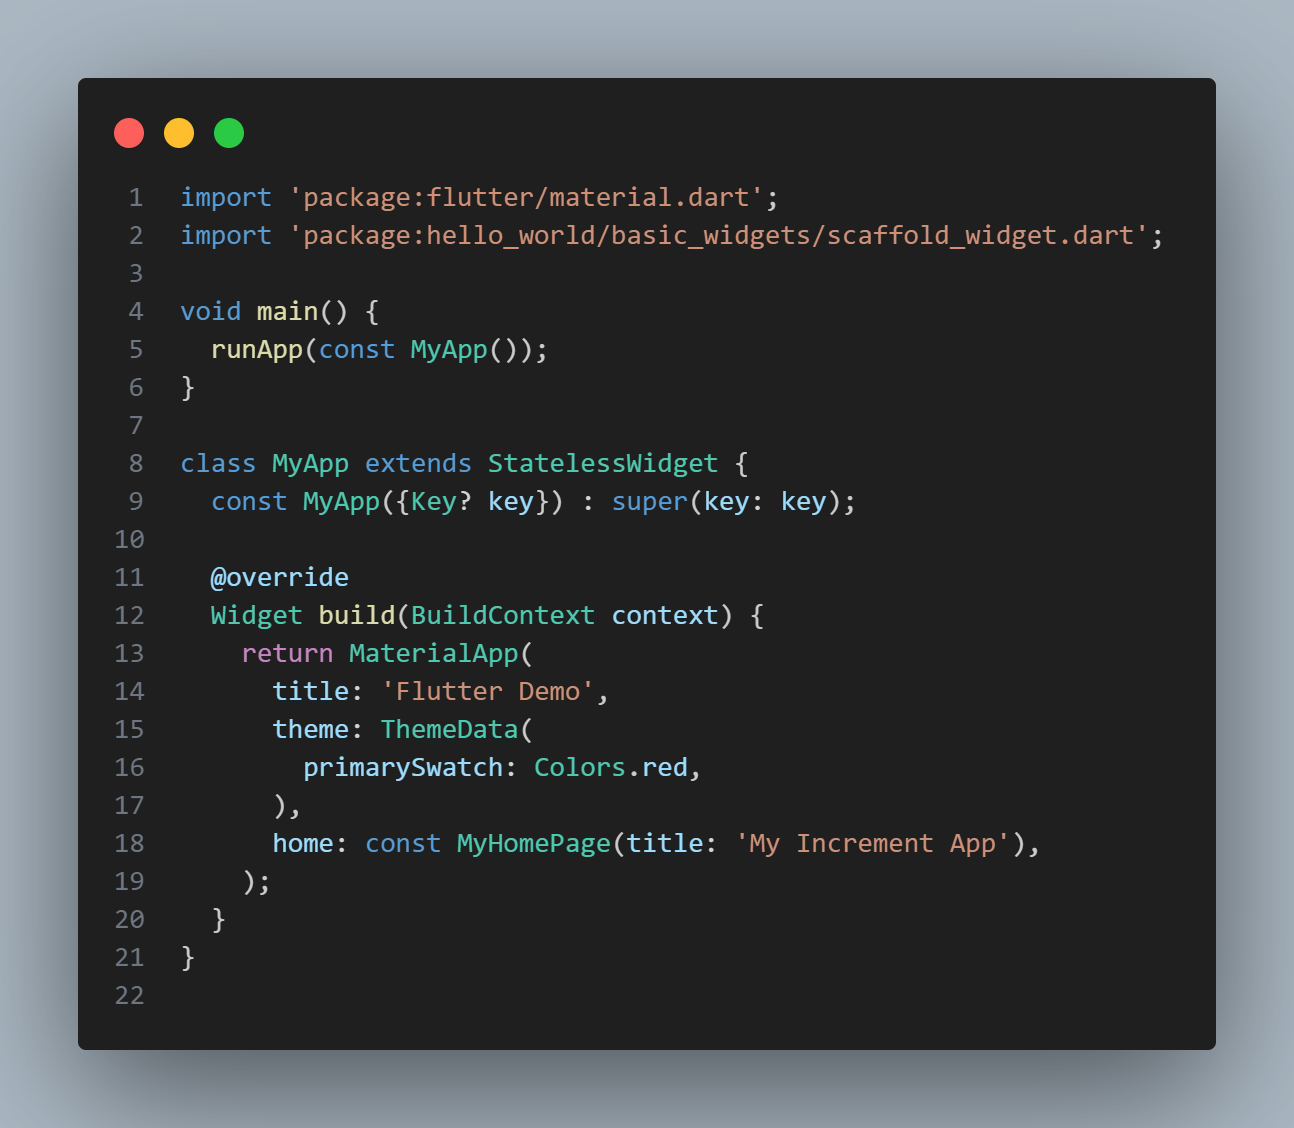 1 import 'package:flutter/material.dart';
2 import 'package:hello_world/basic_widgets/scaffold_widget.dart';
3
4 void main() {
5   runApp(const MyApp());
6 }
7
8 class MyApp extends StatelessWidget {
9   const MyApp({Key? key}) : super(key: key);
10
11   @override
12   Widget build(BuildContext context) {
13     return MaterialApp(
14       title: 'Flutter Demo',
15       theme: ThemeData(
16         primarySwatch: Colors.red,
17       ),
18       home: const MyHomePage(title: 'My Increment App'),
19     );
20   }
21 }
22